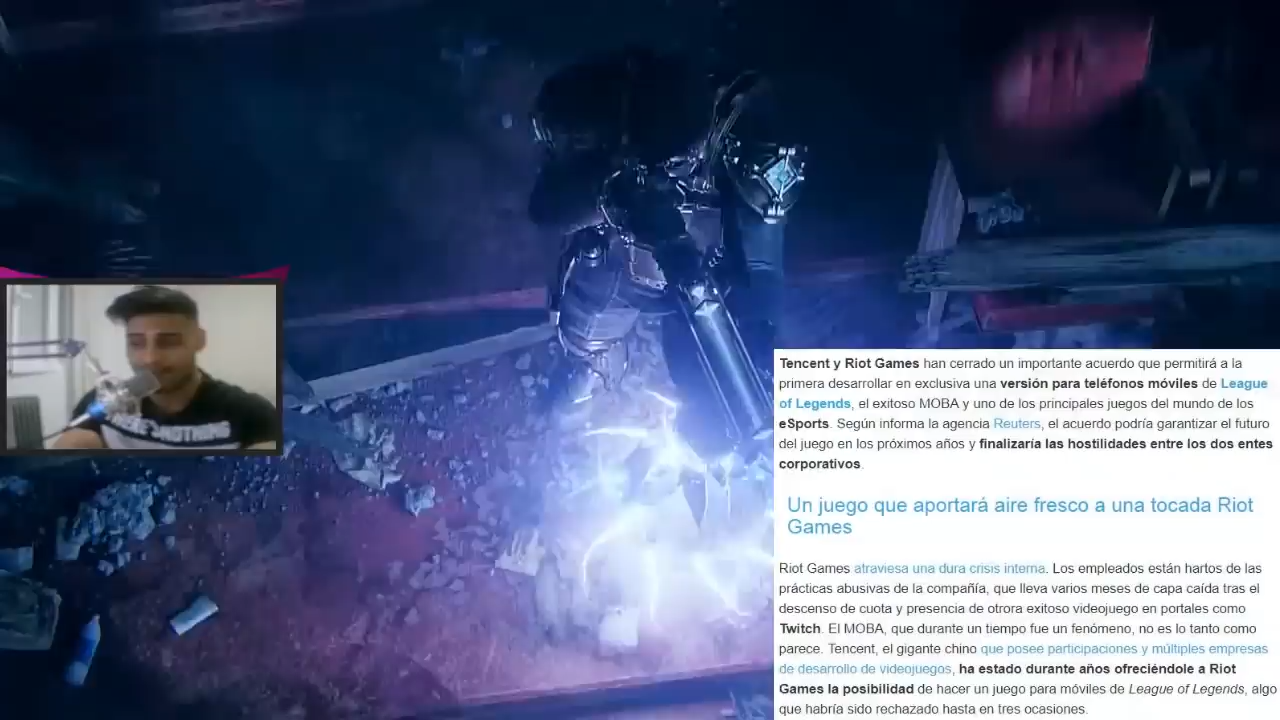 Tencent y Riot Games han cerrado un importante acuerdo que permitirá a la
primera desarrollar en exclusiva una versión para teléfonos móviles de League
of Legends, el exitoso MOBA y uno de los principales juegos del mundo de los
eSports. Según informa la agencia Reuters, el acuerdo podría garantizar el futuro
del juego en los próximos años y finalizaría las hostilidades entre los dos entes
corporativos.
Un juego que aportará aire fresco a una tocada Riot
Games
Riot Games atraviesa una dura crisis interna. Los empleados están hartos de las
prácticas abusivas de la compañía, que lleva varios meses de capa caída tras el
descenso de cuota y presencia de otrora exitoso videojuego en portales como
Twitch. El MOBA, que durante un tiempo fue un fenómeno, no es lo tanto como
parece. Tencent, el gigante chino que posee participaciones y múltiples empresas
de desarrollo de videojuegos, ha estado durante años ofreciéndole a Riot
Games la posibilidad de hacer un juego para móviles de League of Legends, algo
que habría sido rechazado hasta en tres ocasiones.